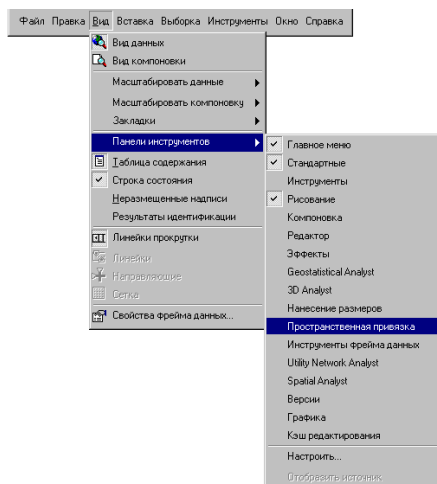 Файл Правка Вид Вставка Выборка Инструменты Окно Справка
Вид данных
Вид компоновки
Масштабировать данные
Масштабировать компоновку
Закладки
Панели инструментов
Таблица содержания
Строка состояния
Неразмещенные надписи
Результаты идентификации
Линейки прокрутки
Линейки
Направляющие
Сетка
Свойства фрейма данных...
Главное меню
Стандартные
Инструменты
Рисование
Компоновка
Редактор
Эффекты
Geostatistical Analyst
3D Analyst
Нанесение размеров
Пространственная привязка
Инструменты фрейма данных
Utility Network Analyst
Spatial Analyst
Версии
Графика
Кэш редактирования
Настроить...
Отобразить источник